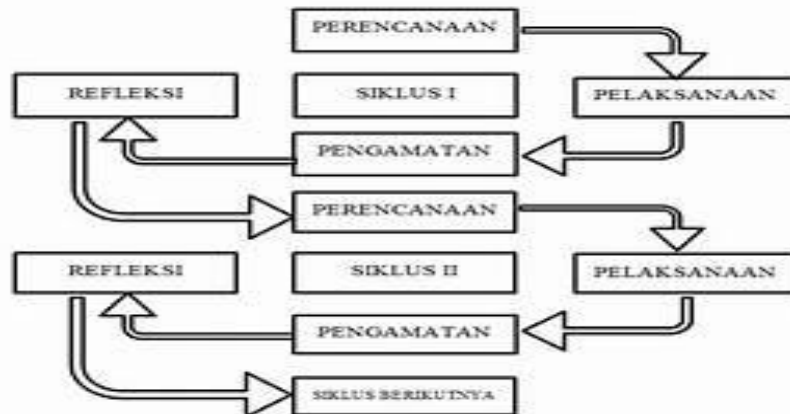 PERENCANAAN
REFLEKSI
SIKLUS I
PELAKSANAAN
PENGAMATAN
PERENCANAAN
REFLEKSI
SIKLUS II
PELAKSANAAN
PENGAMATAN
SIKLUS BERIKUTNYA